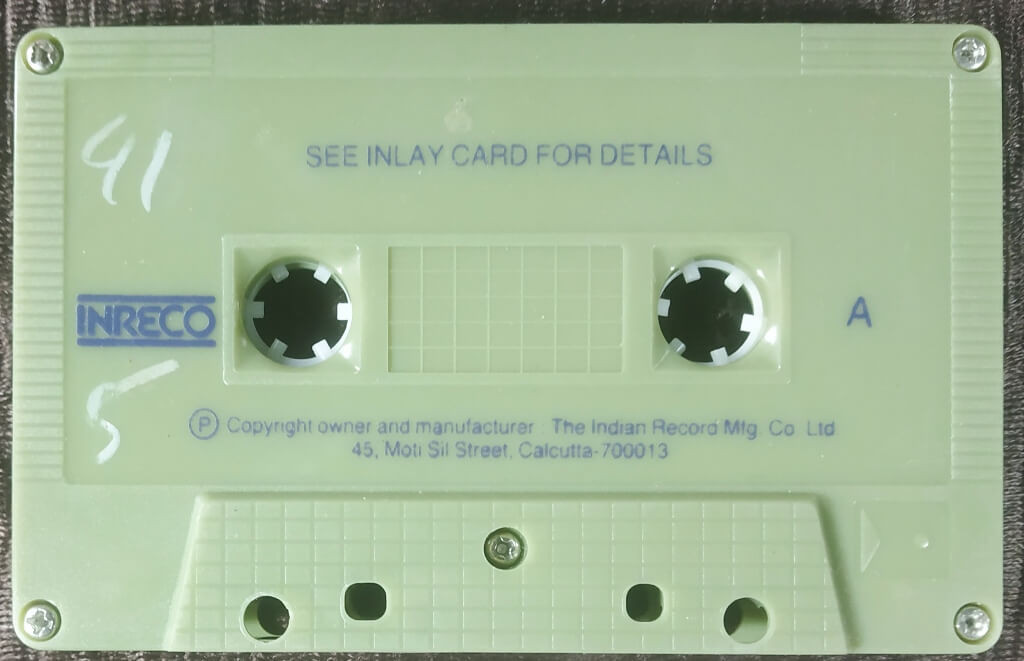 41
SEE INLAY CARD FOR DETAILS
INRECO
A
5
Ⓟ Copyright owner and manufacturer : The Indian Record Mfg. Co. Ltd.
45, Moti Sil Street, Calcutta-700013